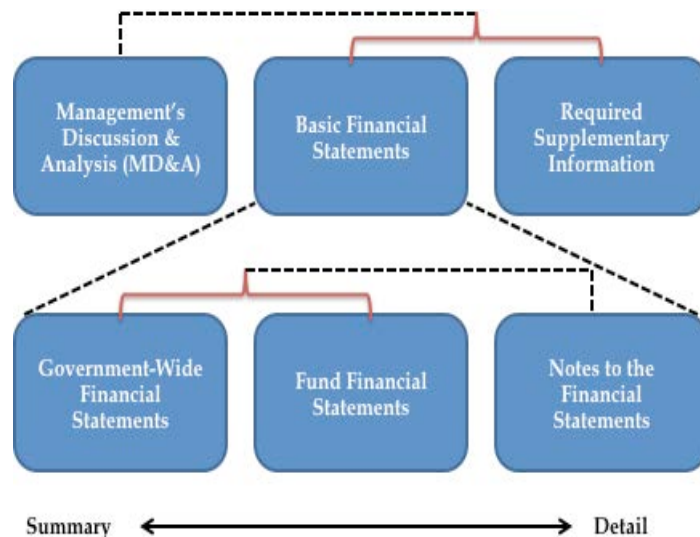 Management's
Discussion &
Analysis (MD&A)
Basic Financial
Statements
Required
Supplementary
Information
Government-Wide
Financial
Statements
Fund Financial
Statements
Notes to the
Financial
Statements
Summary
Detail